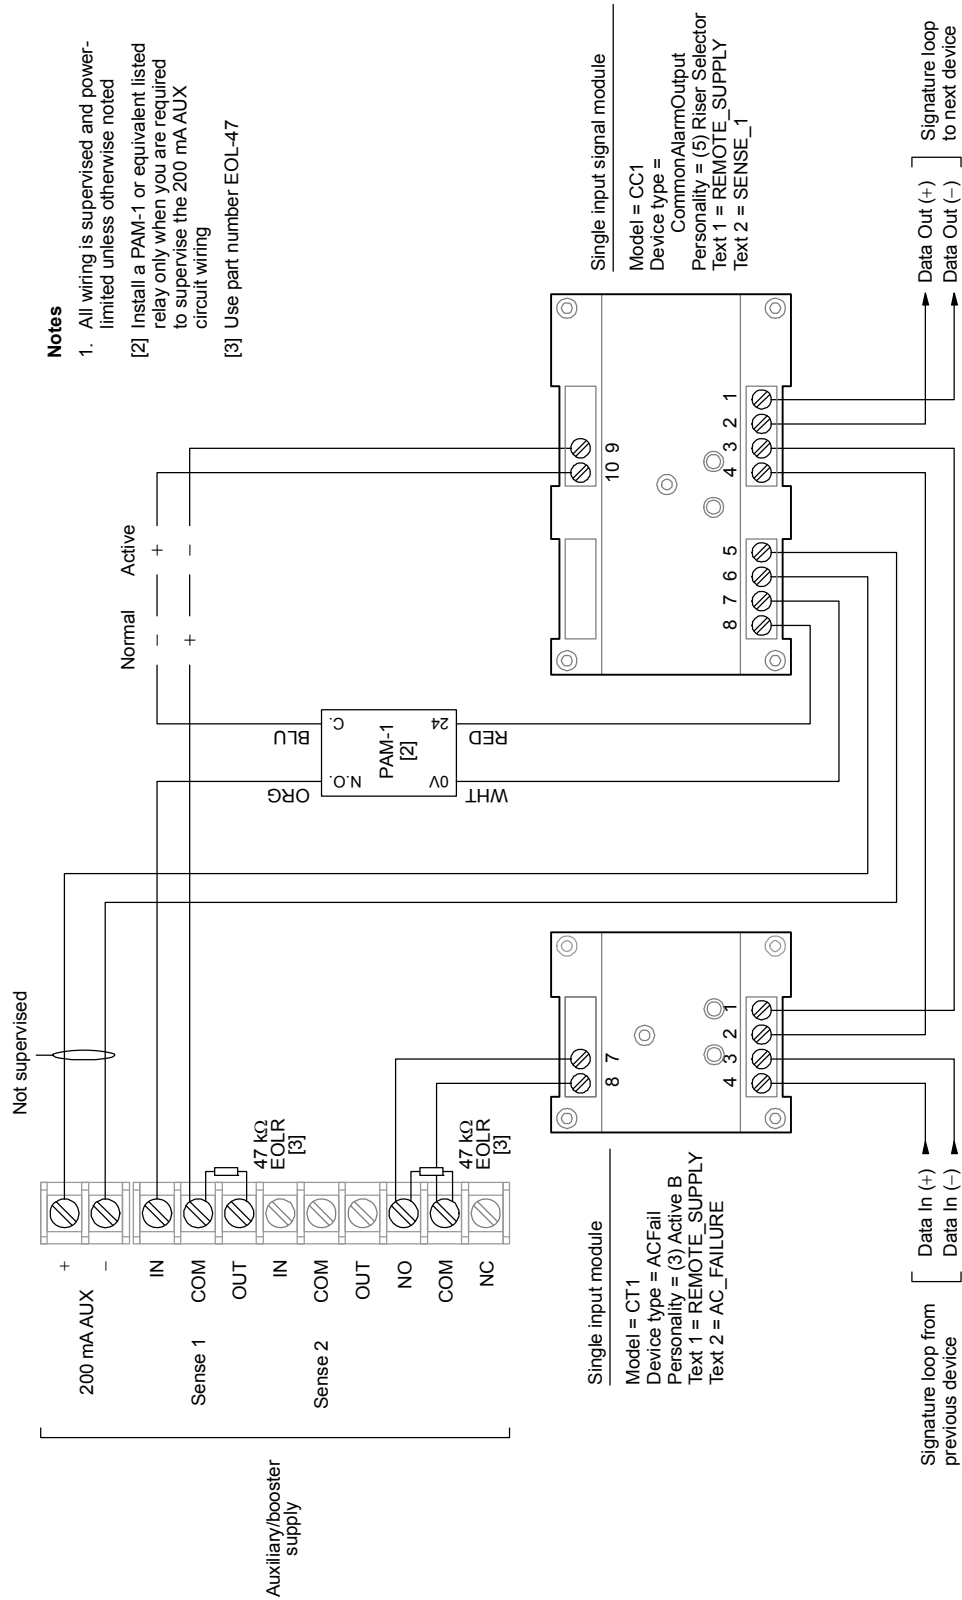 Notes
1. All wiring is supervised and power-
limited unless otherwise noted
[2] Install a PAM-1 or equivalent listed
relay only when you are required
to supervise the 200 mA AUX
circuit wiring
[3] Use part number EOL-47
Not supervised
Normal
Active
−
+
+
−
Auxiliary/booster
supply
200 mA AUX
+
−
Sense 1
IN
COM
OUT
Sense 2
IN
COM
OUT
NO
COM
NC
47 kΩ
EOLR
[3]
47 kΩ
EOLR
[3]
ORG
BLU
N.O.
C.
PAM-1
[2]
0V
24
WHT
RED
Single input module
Model = CT1
Device type = ACFail
Personality = (3) Active B
Text 1 = REMOTE_SUPPLY
Text 2 = AC_FAILURE
8
7
4
3
2
1
10
9
8
7
6
5
4
3
2
1
Single input signal module
Model = CC1
Device type =
CommonAlarmOutput
Personality = (5) Riser Selector
Text 1 = REMOTE_SUPPLY
Text 2 = SENSE_1
Signature loop from
previous device
Data In (+)
Data In (−)
Data Out (+)
Data Out (−)
Signature loop
to next device